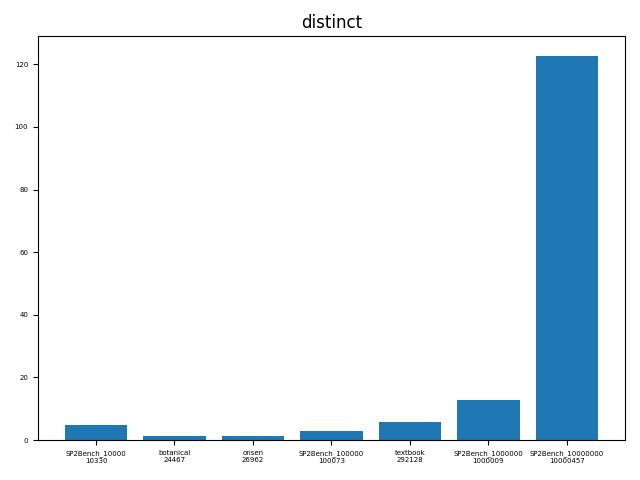 distinct
120
100
80
60
40
20
0
SP2Bench_10000 botanical onsen SP2Bench_100000 textbook SP2Bench_1000000 SP2Bench_10000000
10330 24467 26962 100073 292128 1000009 10000457